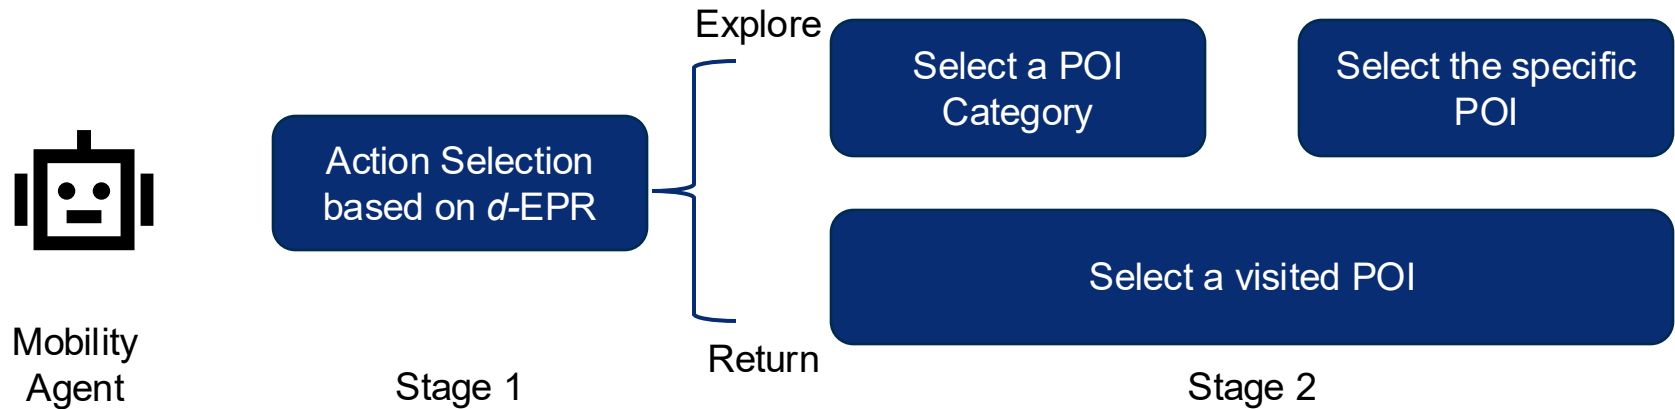 Mobility
Agent
Action Selection
based on d-EPR
Stage 1
Explore
Return
Select a POI
Category
Select the specific
POI
Select a visited POI
Stage 2